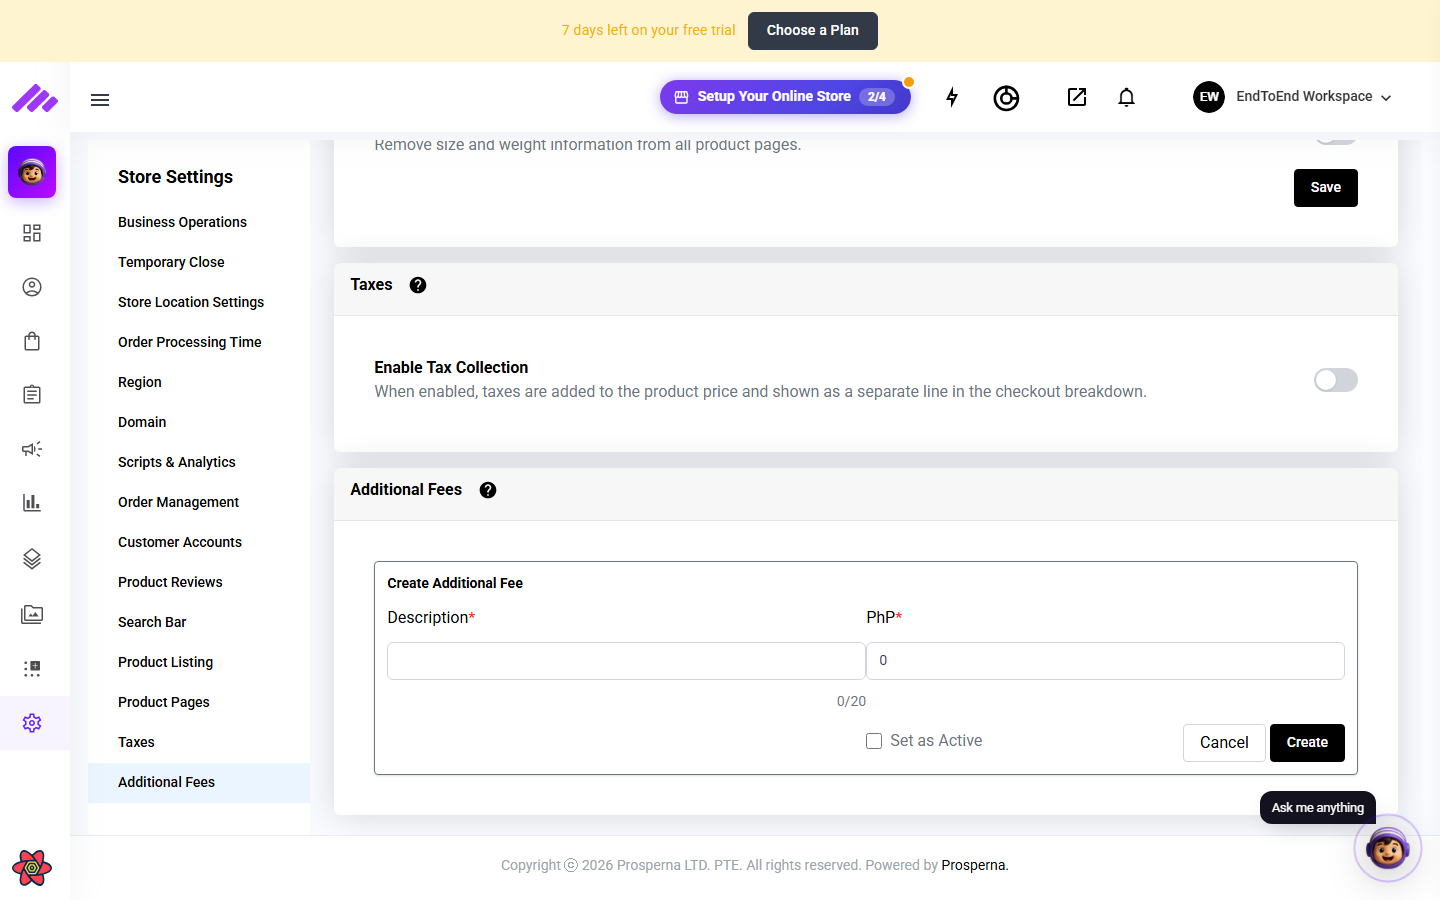 7 days left on your free trial
Choose a Plan
Setup Your Online Store 2/4
EW EndToEnd Workspace
Store Settings
Business Operations
Temporary Close
Store Location Settings
Order Processing Time
Region
Domain
Scripts & Analytics
Order Management
Customer Accounts
Product Reviews
Search Bar
Product Listing
Product Pages
Taxes
Additional Fees
Remove size and weight information from all product pages.
Save
Taxes ?
Enable Tax Collection
When enabled, taxes are added to the product price and shown as a separate line in the checkout breakdown.
Additional Fees ?
Create Additional Fee
Description*
PhP*
0
0/20
Set as Active
Cancel
Create
Ask me anything
Copyright © 2026 Prosperna LTD. PTE. All rights reserved. Powered by Prosperna.